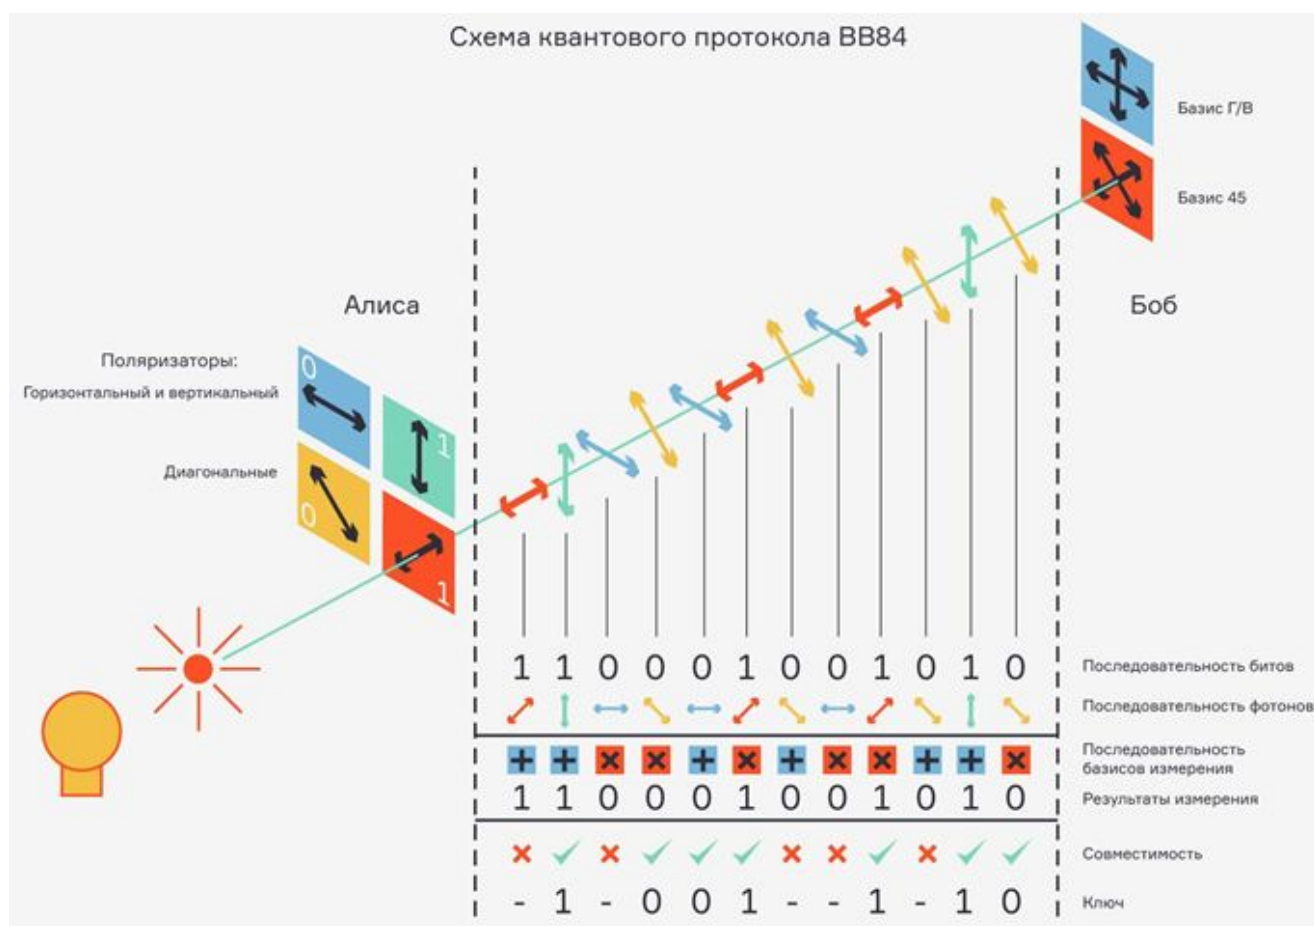 Схема квантового протокола BB84
Базис Г/В
Базис 45
Алиса
Боб
Поляризаторы:
Горизонтальный и вертикальный
Диагональные
0
1
0
1
1 1 0 0 0 1 0 0 1 0 1 0
Последовательность битов
Последовательность фотонов
Последовательность
базисов измерения
1 1 0 0 0 1 0 0 1 0 1 0
Результаты измерения
Совместимость
- 1 - 0 0 1 - - 1 - 1 0
Ключ